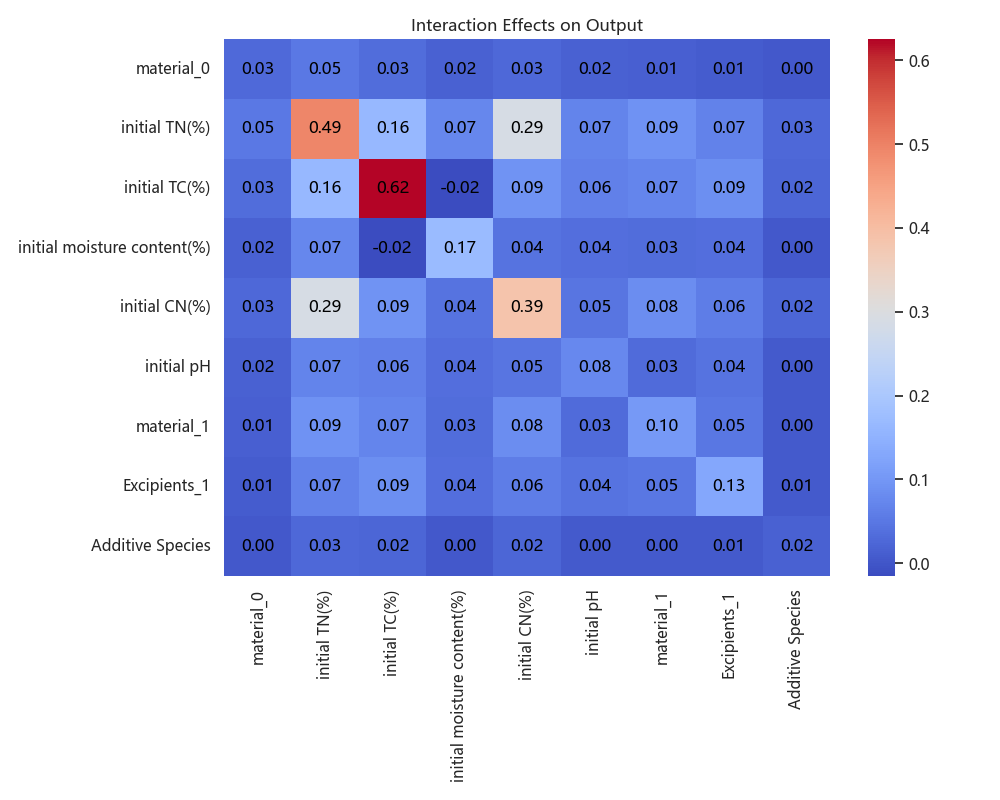 Interaction Effects on Output
material_0 0.03 0.05 0.03 0.02 0.03 0.02 0.01 0.01 0.00
initial TN(%) 0.05 0.49 0.16 0.07 0.29 0.07 0.09 0.07 0.03
initial TC(%) 0.03 0.16 0.62 -0.02 0.09 0.06 0.07 0.09 0.02
initial moisture content(%) 0.02 0.07 -0.02 0.17 0.04 0.04 0.03 0.04 0.00
initial CN(%) 0.03 0.29 0.09 0.04 0.39 0.05 0.08 0.06 0.02
initial pH 0.02 0.07 0.06 0.04 0.05 0.08 0.03 0.04 0.00
material_1 0.01 0.09 0.07 0.03 0.08 0.03 0.10 0.05 0.00
Excipients_1 0.01 0.07 0.09 0.04 0.06 0.04 0.05 0.13 0.01
Additive Species 0.00 0.03 0.02 0.00 0.02 0.00 0.00 0.01 0.02
material_0
initial TN(%)
initial TC(%)
initial moisture content(%)
initial CN(%)
initial pH
material_1
Excipients_1
Additive Species
0.6
0.5
0.4
0.3
0.2
0.1
0.0